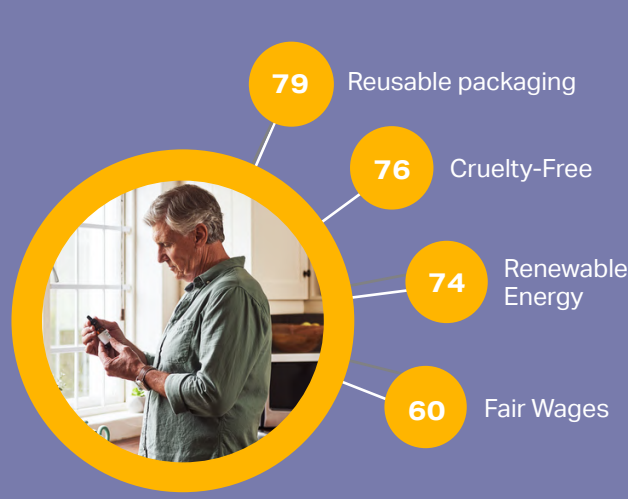 79 Reusable packaging
76 Cruelty-Free
74 Renewable
Energy
60 Fair Wages